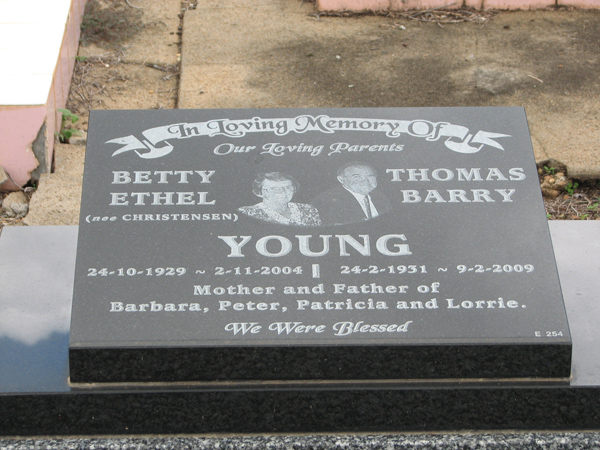 In Loving Memory Of
Our Loving Parents
BETTY ETHEL
(nee CHRISTENSEN)
THOMAS BARRY
YOUNG
24-10-1929 ~ 2-11-2004 24-2-1931 ~ 9-2-2009
Mother and Father of
Barbara, Peter, Patricia and Lorrie.
We Were Blessed
E 254